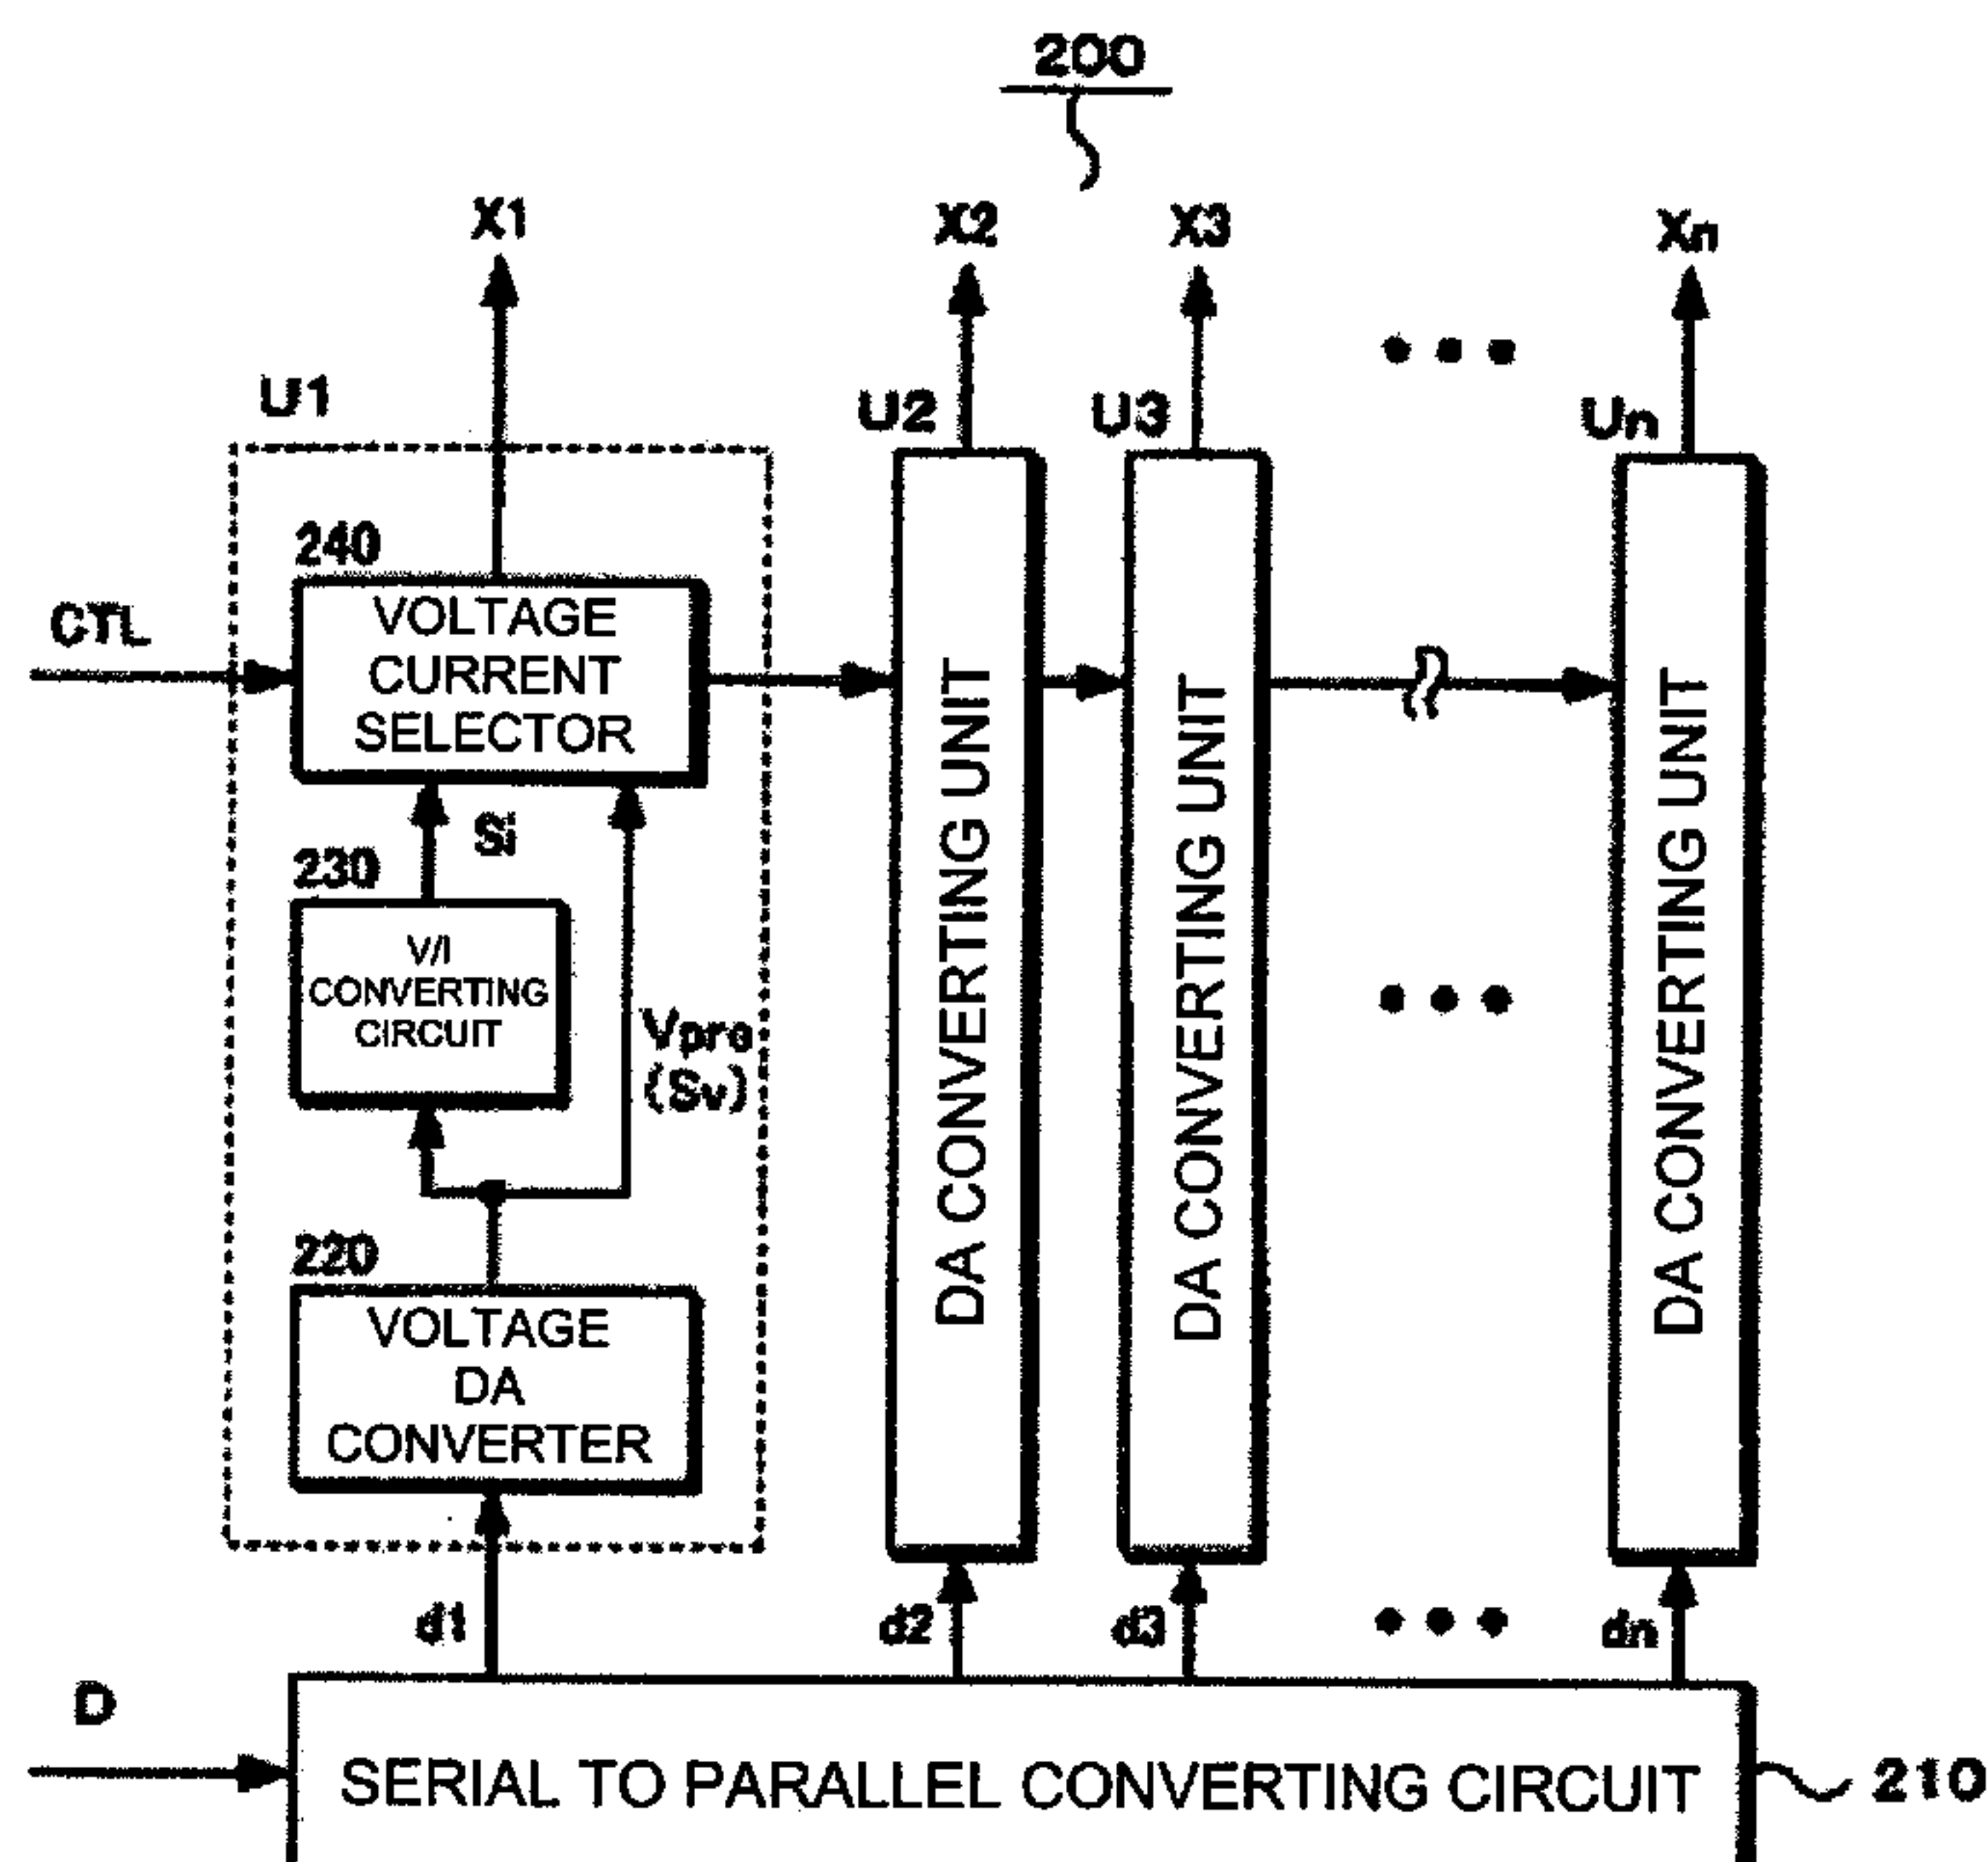 200
X1
X2
X3
Xn
U1
U2
U3
Un
240
CTL
VOLTAGE
CURRENT
SELECTOR
Si
230
V/I
CONVERTING
CIRCUIT
Vpre
(Sv)
220
VOLTAGE
DA
CONVERTER
DA CONVERTING UNIT
DA CONVERTING UNIT
DA CONVERTING UNIT
d1
d2
d3
dn
D
SERIAL TO PARALLEL CONVERTING CIRCUIT
210